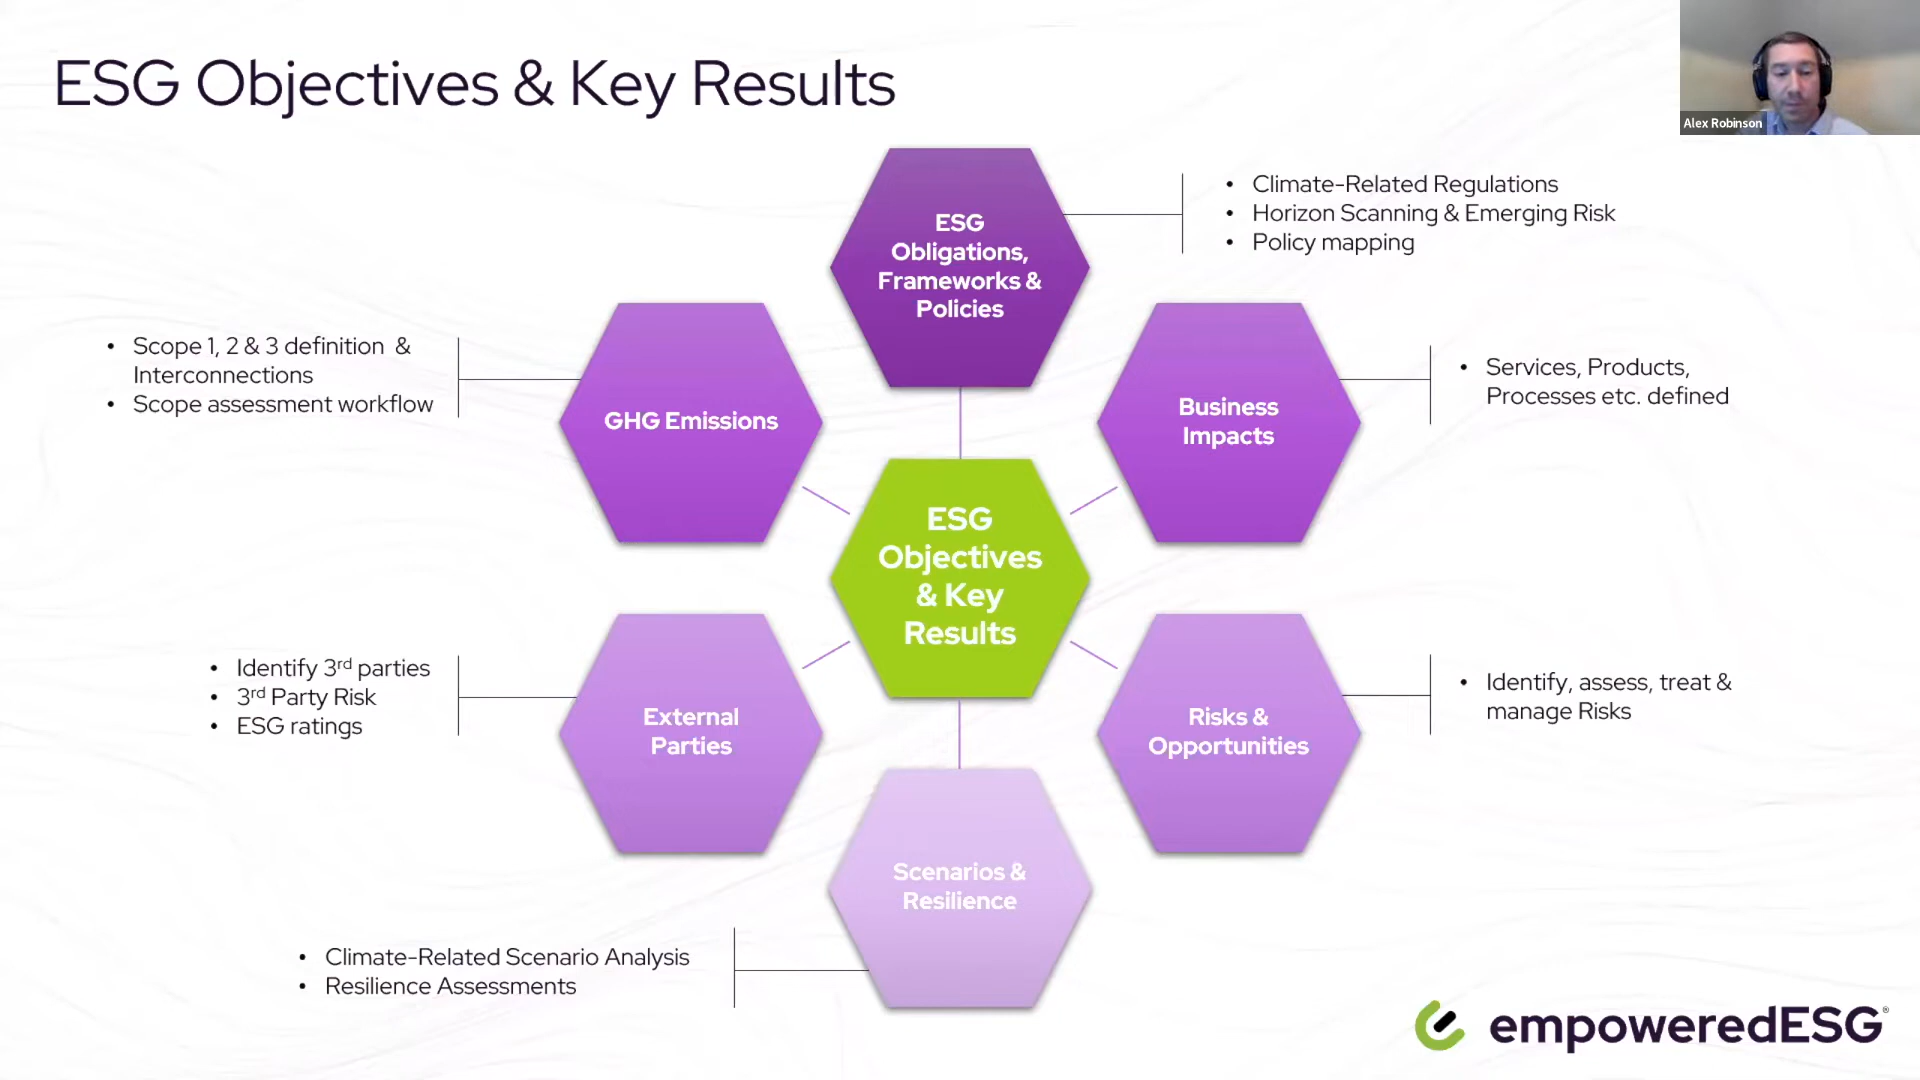 ESG Objectives & Key Results
Alex Robinson
ESG
Obligations,
Frameworks &
Policies
• Climate-Related Regulations
• Horizon Scanning & Emerging Risk
• Policy mapping
• Scope 1, 2 & 3 definition &
Interconnections
• Scope assessment workflow
GHG Emissions
Business
Impacts
• Services, Products,
Processes etc. defined
ESG
Objectives
& Key
Results
• Identify 3rd parties
• 3rd Party Risk
• ESG ratings
External
Parties
Risks &
Opportunities
• Identify, assess, treat &
manage Risks
Scenarios &
Resilience
• Climate-Related Scenario Analysis
• Resilience Assessments
empoweredESG®